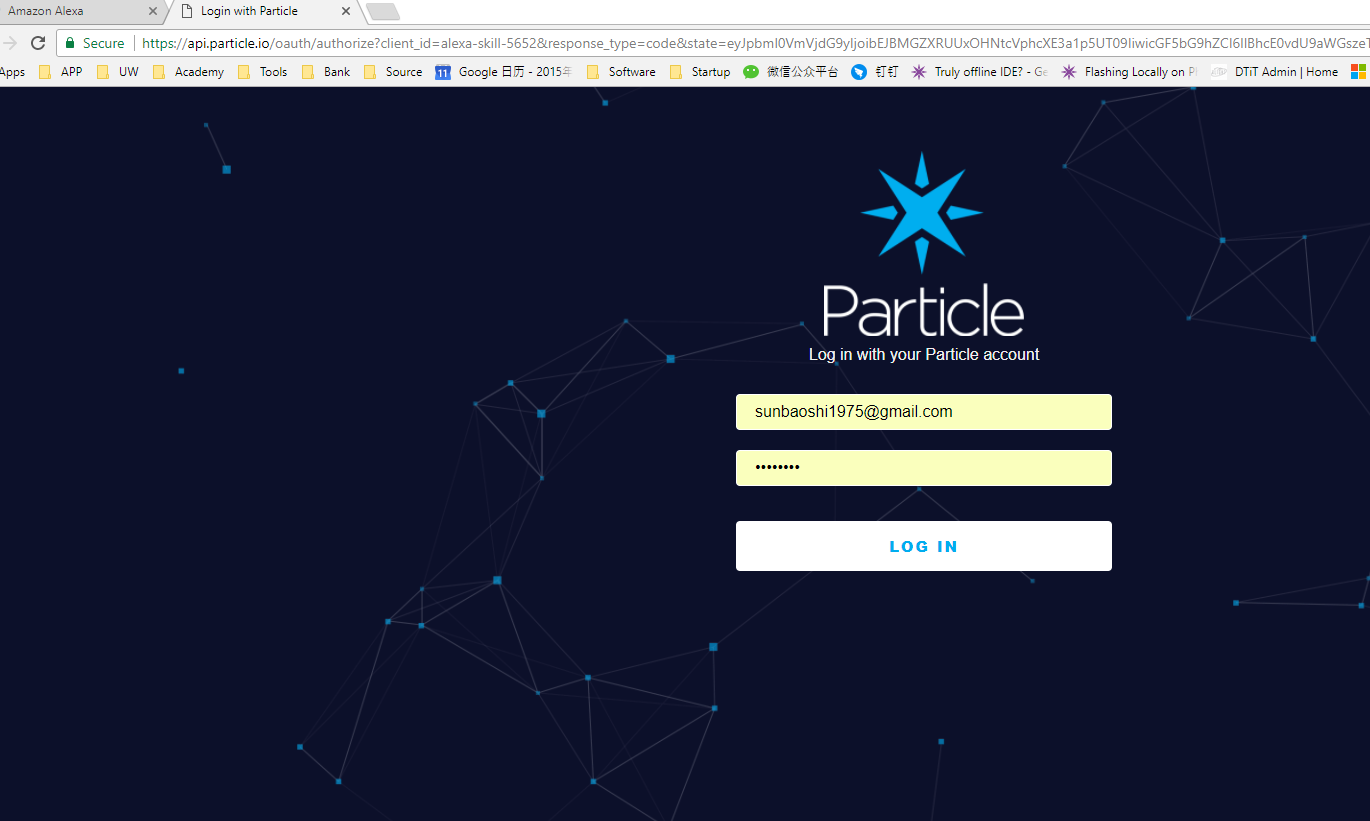 Amazon Alexa
Login with Particle
Secure https://api.particle.io/oauth/authorize?client_id=alexa-skill-5652&response_type=code&state=
Apps APP UW Academy Tools Bank Source 11 Google 日历 - 2015年 Software Startup 微信公众平台 钉钉 Truly offline IDE? - Ge Flashing Locally on P DTiT Admin | Home
Particle
Log in with your Particle account
sunbaoshi1975@gmail.com
••••••••
LOG IN